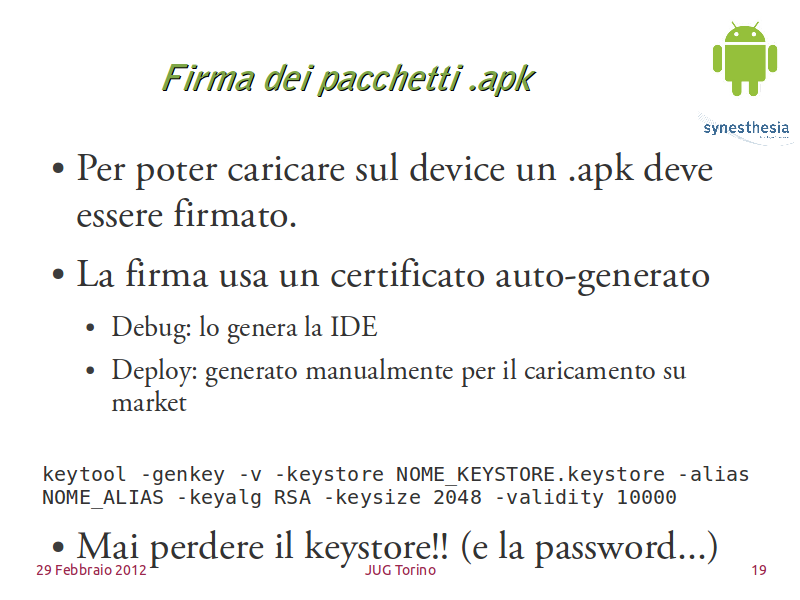 Firma dei pacchetti .apk
synesthesia
• Per poter caricare sul device un .apk deve
essere firmato.
• La firma usa un certificato auto-generato
• Debug: lo genera la IDE
• Deploy: generato manualmente per il caricamento su
market
keytool -genkey -v -keystore NOME_KEYSTORE.keystore -alias
NOME_ALIAS -keyalg RSA -keysize 2048 -validity 10000
• Mai perdere il keystore!! (e la password...)
29 Febbraio 2012
JUG Torino
19